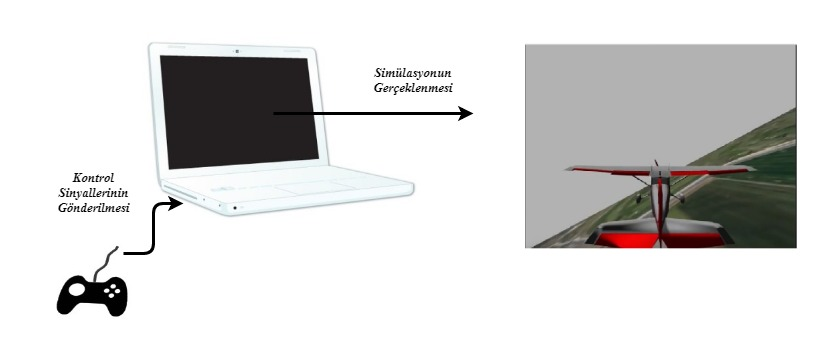 Simülasyonun
Gerçeklenmesi
Kontrol
Sinyallerinin
Gönderilmesi